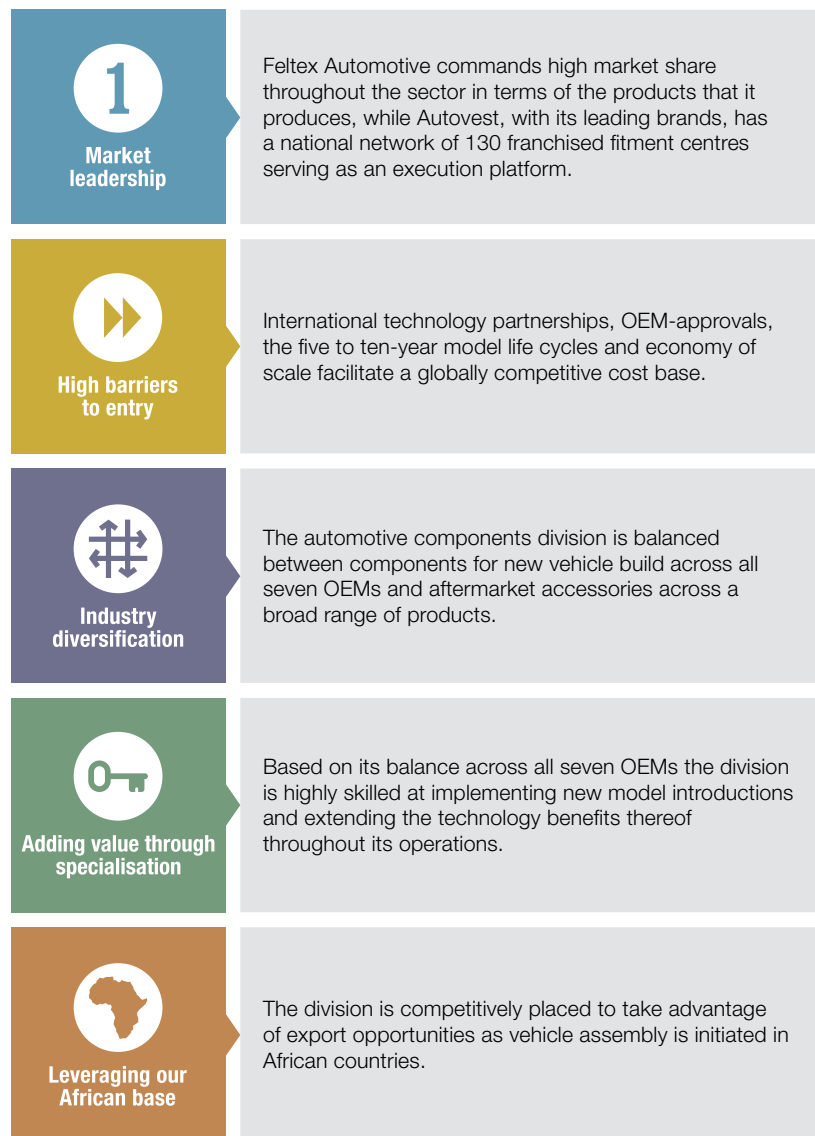 1
Market
leadership
Feltex Automotive commands high market share
throughout the sector in terms of the products that it
produces, while Autovest, with its leading brands, has
a national network of 130 franchised fitment centres
serving as an execution platform.
High barriers
to entry
International technology partnerships, OEM-approvals,
the five to ten-year model life cycles and economy of
scale facilitate a globally competitive cost base.
Industry
diversification
The automotive components division is balanced
between components for new vehicle build across all
seven OEMs and aftermarket accessories across a
broad range of products.
Adding value through
specialisation
Based on its balance across all seven OEMs the division
is highly skilled at implementing new model introductions
and extending the technology benefits thereof
throughout its operations.
Leveraging our
African base
The division is competitively placed to take advantage
of export opportunities as vehicle assembly is initiated in
African countries.